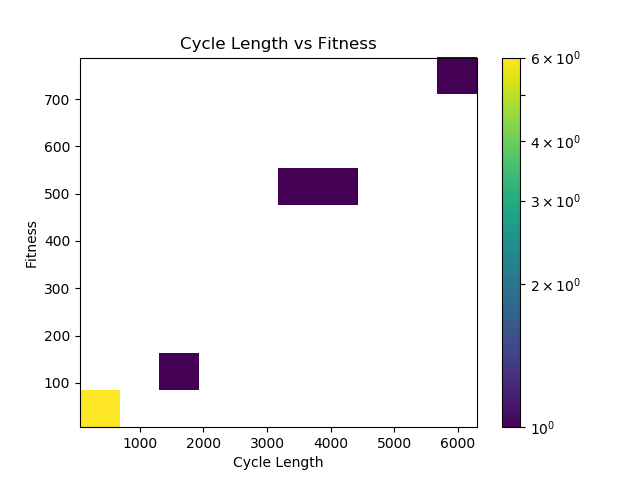 Cycle Length vs Fitness
Fitness
700
600
500
400
300
200
100
1000 2000 3000 4000 5000 6000
Cycle Length
6 × 10⁰
4 × 10⁰
3 × 10⁰
2 × 10⁰
10⁰